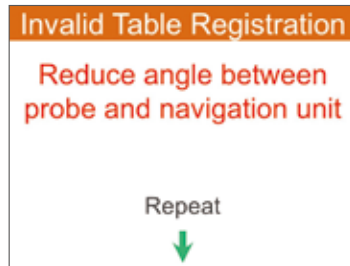 Invalid Table Registration
Reduce angle between
probe and navigation unit
Repeat